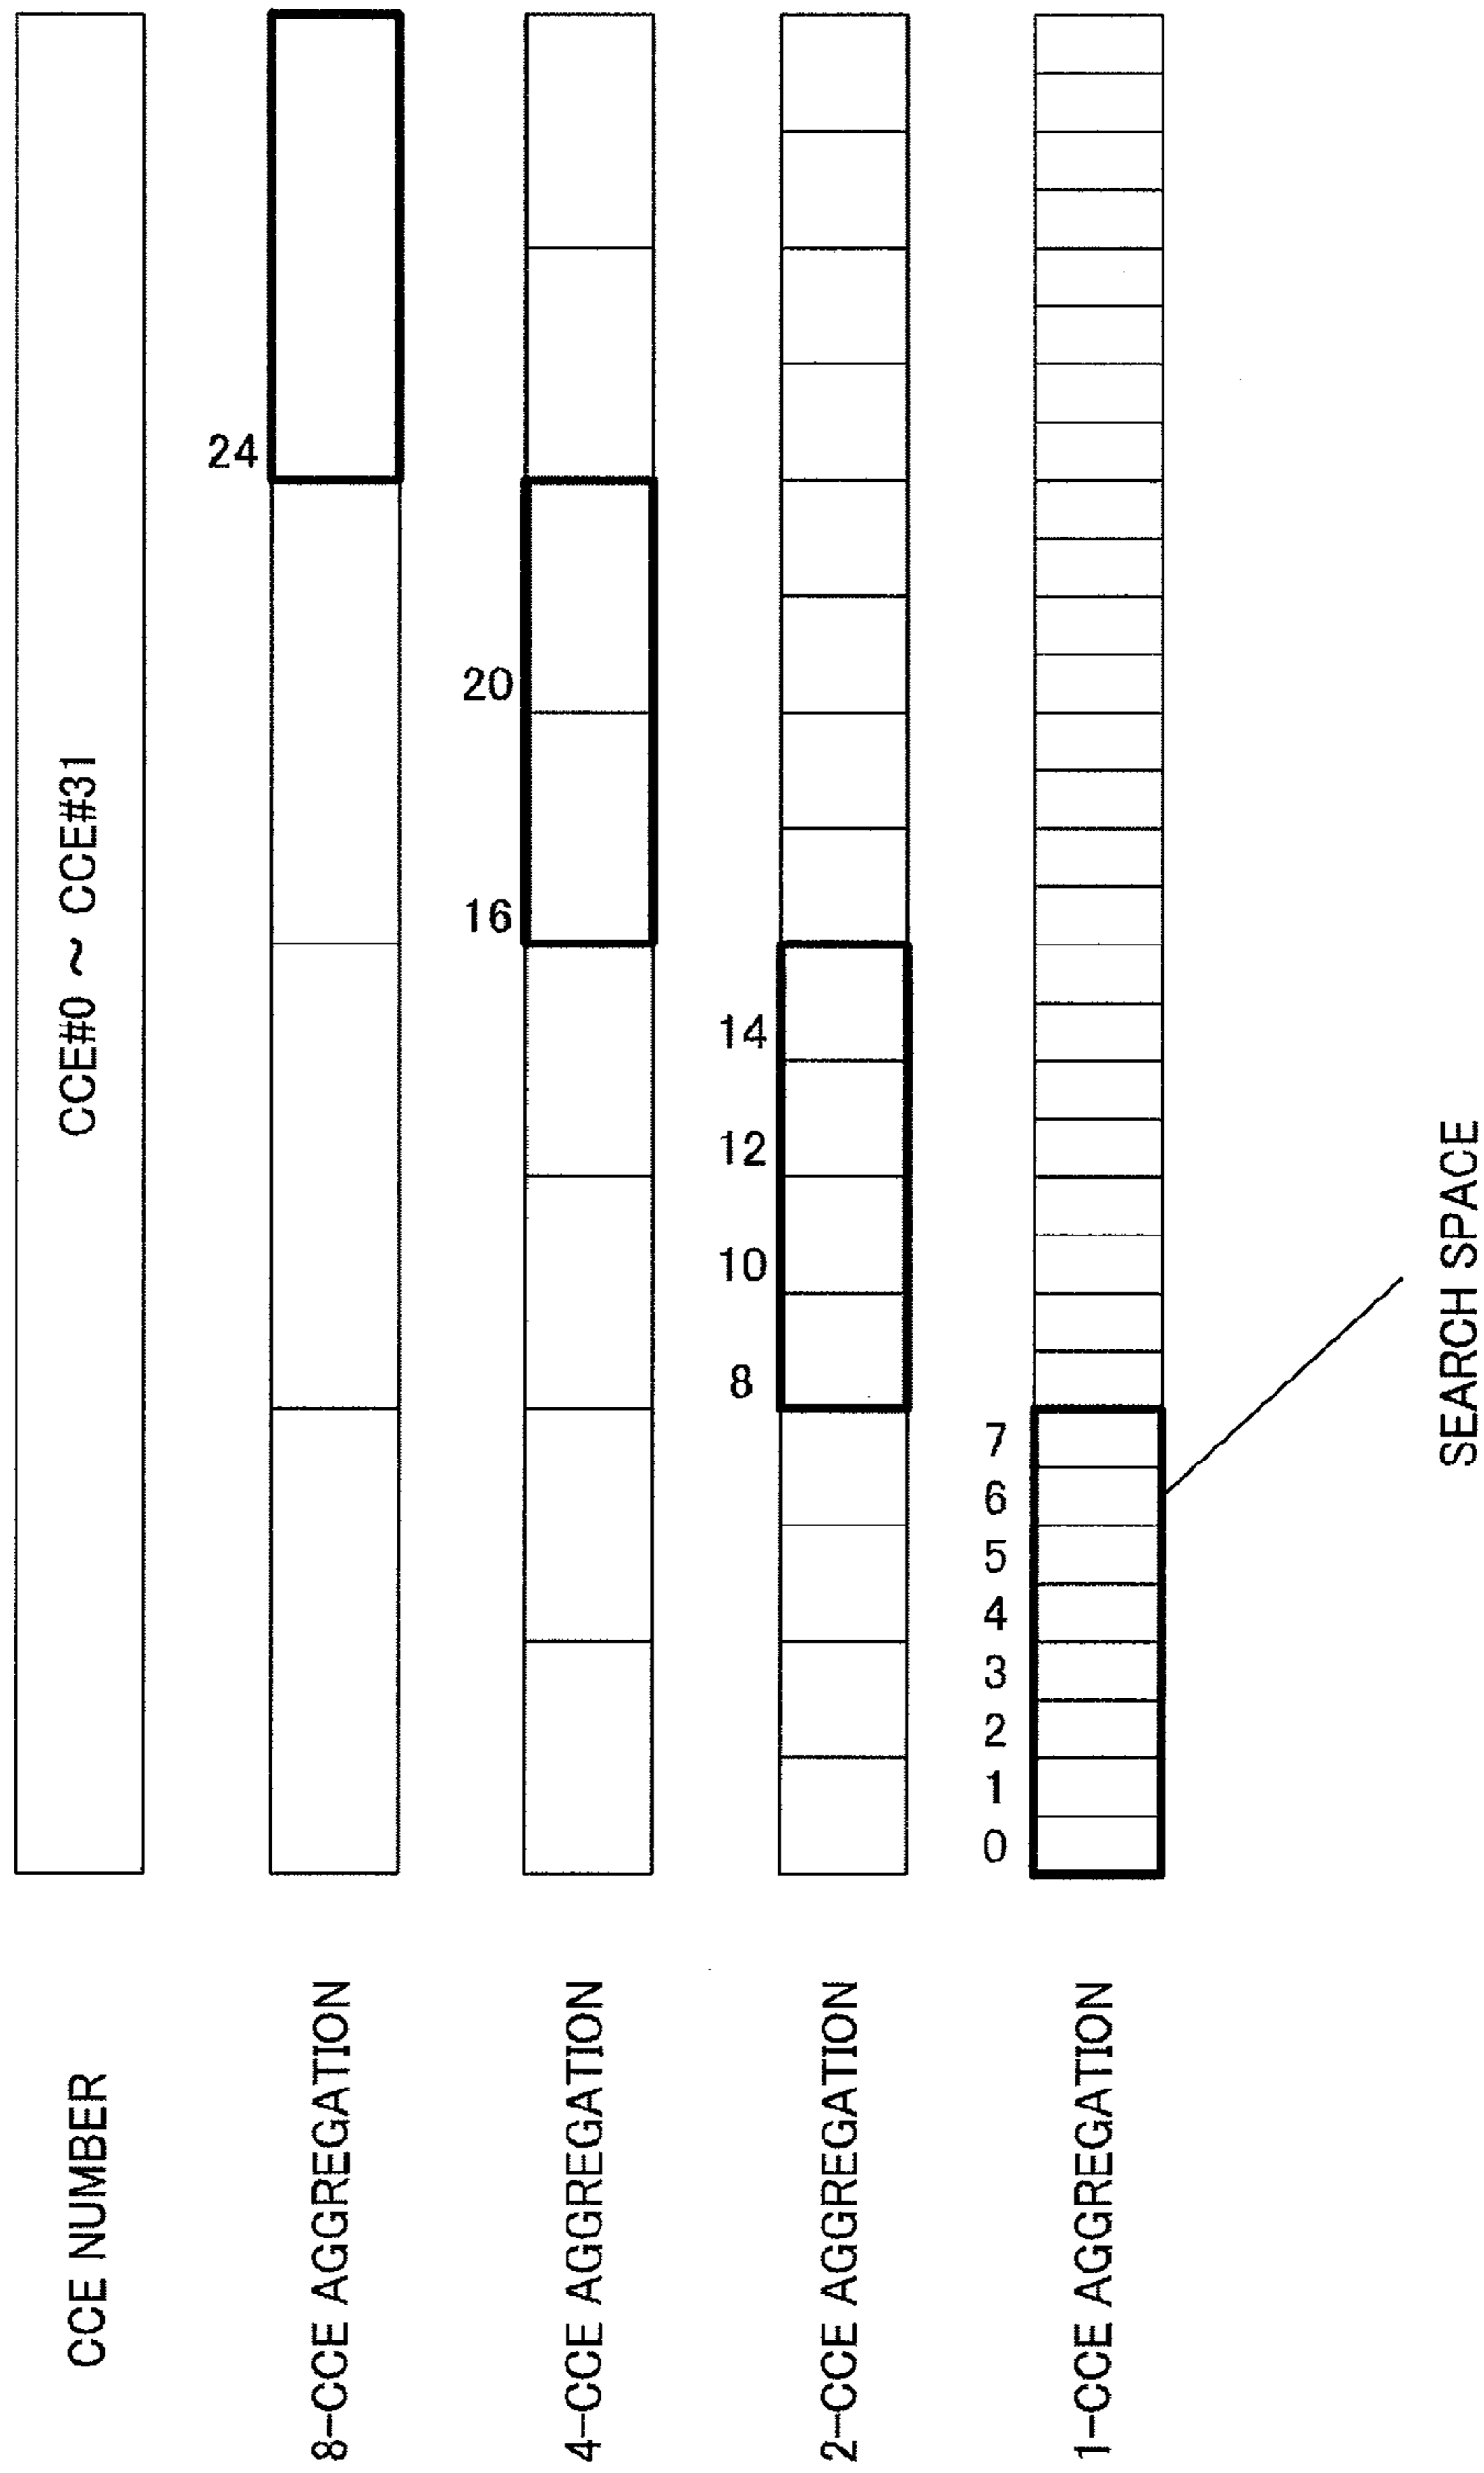 CCE NUMBER
CCE#0 ~ CCE#31
8-CCE AGGREGATION
24
4-CCE AGGREGATION
16
20
2-CCE AGGREGATION
8
10
12
14
1-CCE AGGREGATION
0
1
2
3
4
5
6
7
SEARCH SPACE